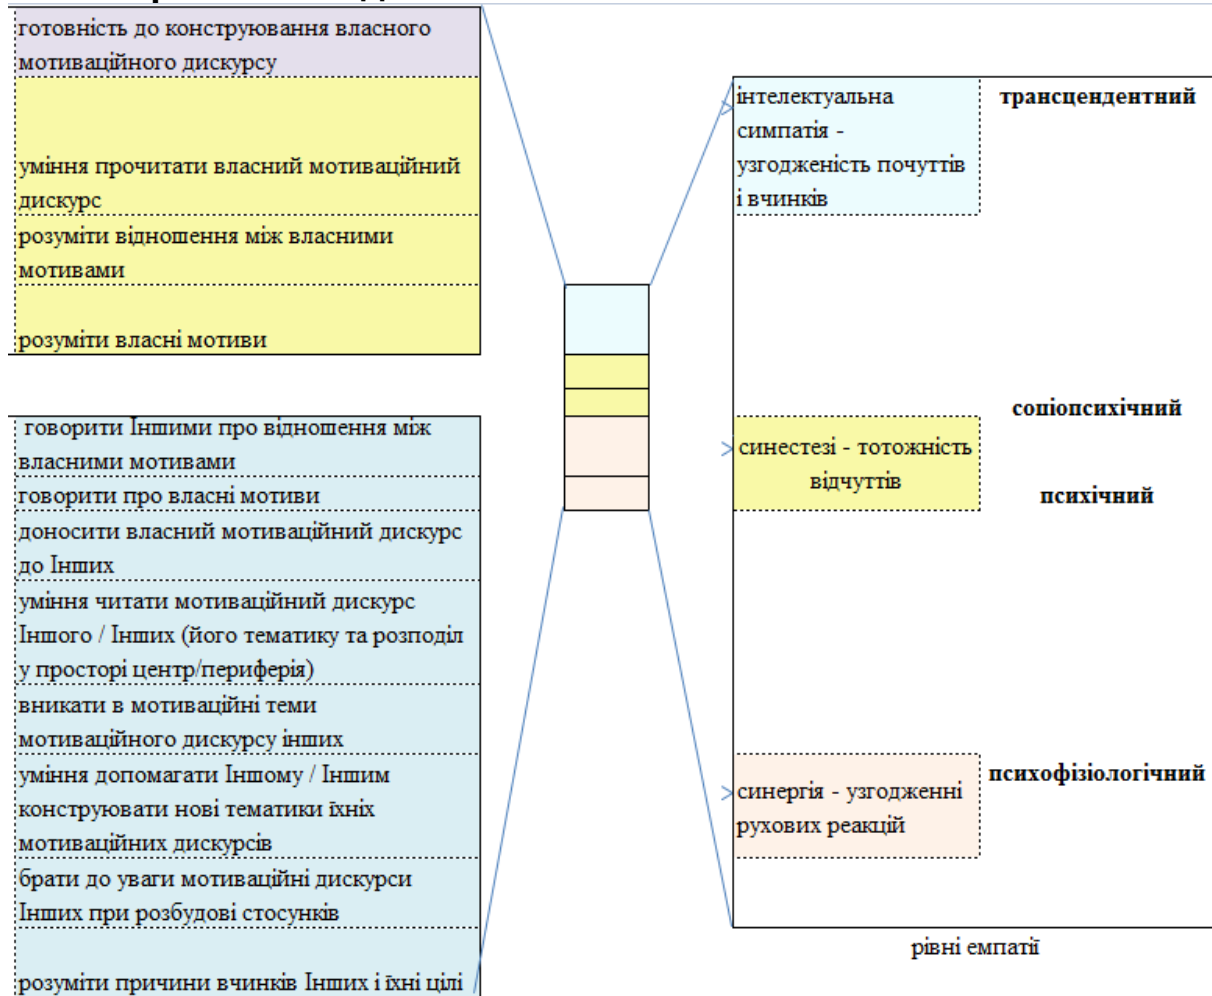 готовність до конструювання власного
мотиваційного дискурсу
уміння прочитати власний мотиваційний
дискурс
розуміти відношення між власними
мотивами
розуміти власні мотиви
говорити Іншими про відношення між
власними мотивами
говорити про власні мотиви
доносити власний мотиваційний дискурс
до Інших
уміння читати мотиваційний дискурс
Іншого / Інших (його тематику та розподіл
у просторі центр/периферія)
вникати в мотиваційні теми
мотиваційного дискурсу інших
уміння допомагати Іншому / Іншим
конструювати нові тематики їхніх
мотиваційних дискурсів
брати до уваги мотиваційні дискурси
Інших при розбудові стосунків
розуміти причини вчинків Інших і їхні цілі
інтелектуальна
симпатія -
узгодженість почуттів
і вчинків
трансцендентний
соціопсихічний
синестезі - тотожність
відчуттів
психічний
психофізіологічний
синергія - узгодженні
рухових реакцій
рівні емпатії